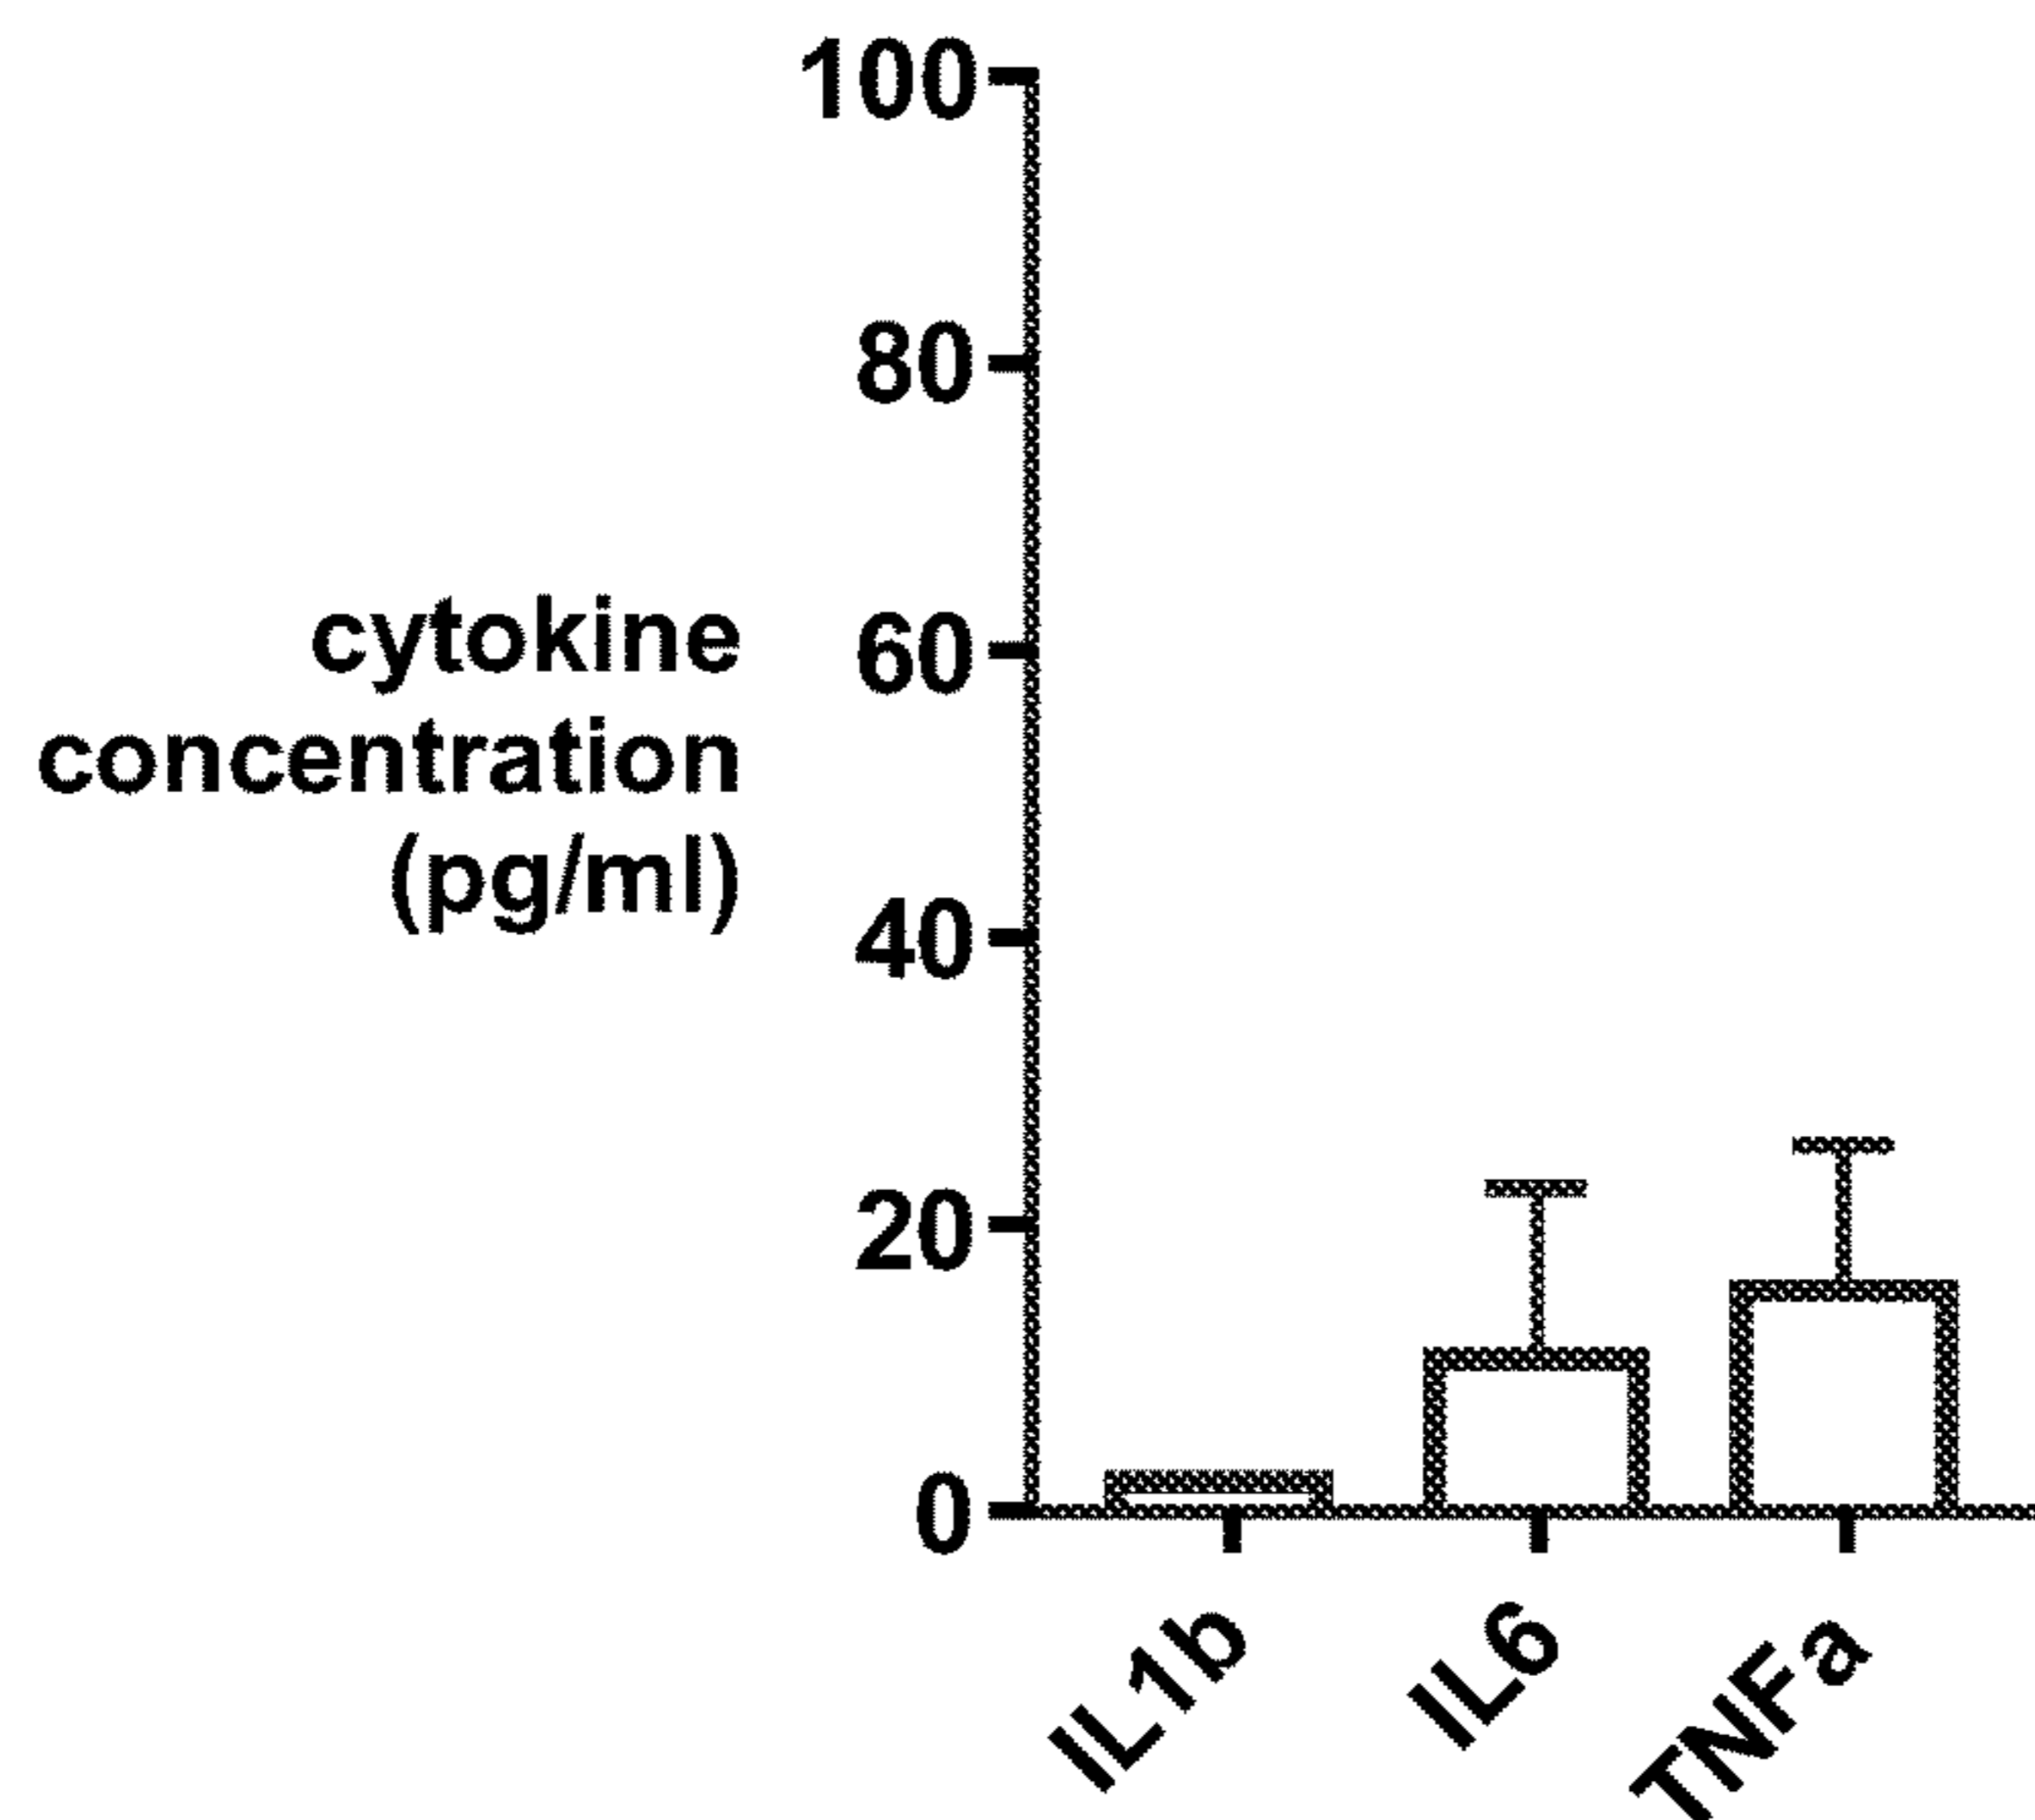 100
80
60
40
20
0
cytokine
concentration
(pg/ml)
IL1b
IL6
TNFa